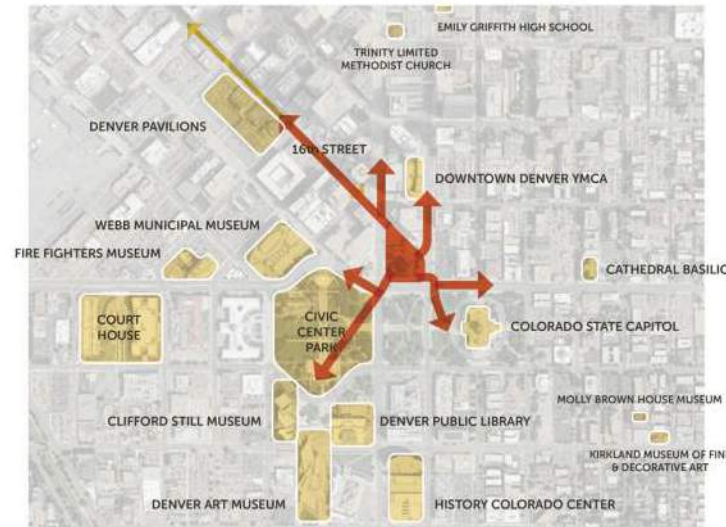 EMILY GRIFFITH HIGH SCHOOL
TRINITY LIMITED
METHODIST CHURCH
DENVER PAVILIONS
16th STREET
DOWNTOWN DENVER YMCA
WEBB MUNICIPAL MUSEUM
FIRE FIGHTERS MUSEUM
CATHEDRAL BASILIC
COURT
HOUSE
CIVIC
CENTER
PARK
COLORADO STATE CAPITOL
MOLLY BROWN HOUSE MUSEUM
CLIFFORD STILL MUSEUM
DENVER PUBLIC LIBRARY
KIRKLAND MUSEUM OF FIN
& DECORATIVE ART
DENVER ART MUSEUM
HISTORY COLORADO CENTER